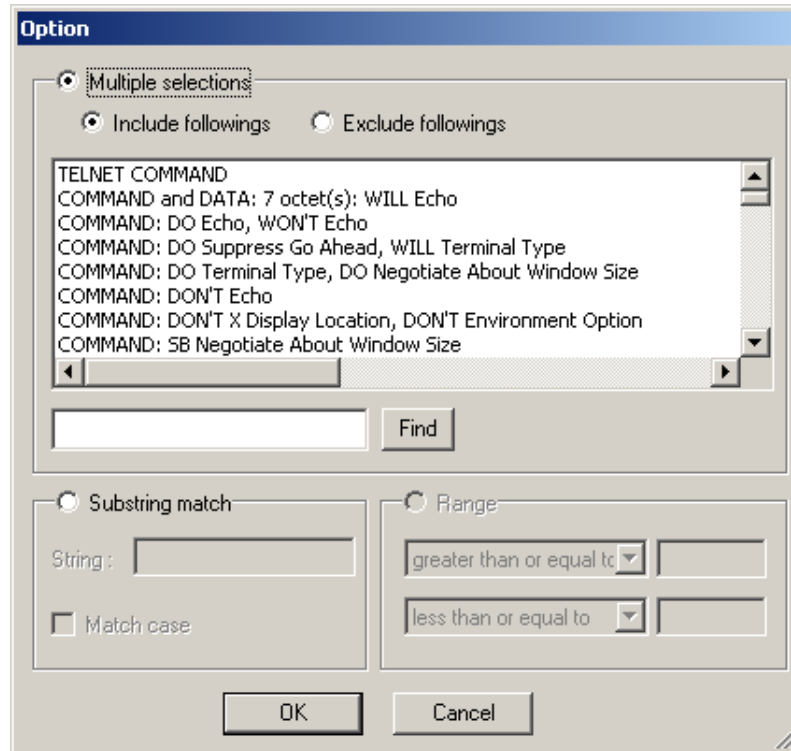 Option
Multiple selections
Include followings Exclude followings
TELNET COMMAND
COMMAND and DATA: 7 octet(s): WILL Echo
COMMAND: DO Echo, WON'T Echo
COMMAND: DO Suppress Go Ahead, WILL Terminal Type
COMMAND: DO Terminal Type, DO Negotiate About Window Size
COMMAND: DON'T Echo
COMMAND: DON'T X Display Location, DON'T Environment Option
COMMAND: SB Negotiate About Window Size
Find
Substring match
String :
Match case
Range
greater than or equal to
less than or equal to
OK Cancel